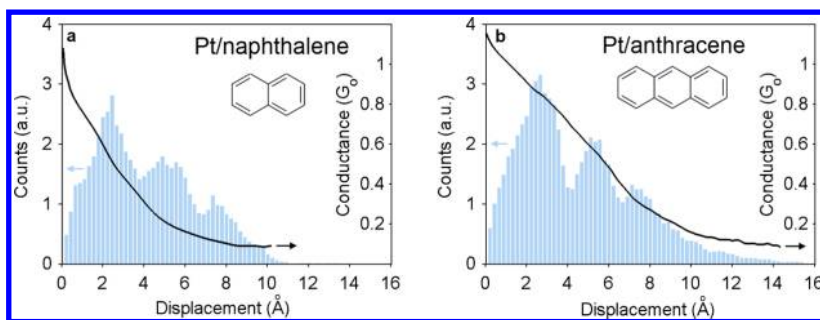 a
Pt/naphthalene
4
3
2
1
0
Counts (a.u.)
1
0.8
0.6
0.4
0.2
Conductance (Go)
0 2 4 6 8 10 12 14 16
Displacement (Å)
b
Pt/anthracene
4
3
2
1
0
Counts (a.u.)
1
0.8
0.6
0.4
0.2
Conductance (Go)
0 2 4 6 8 10 12 14 16
Displacement (Å)